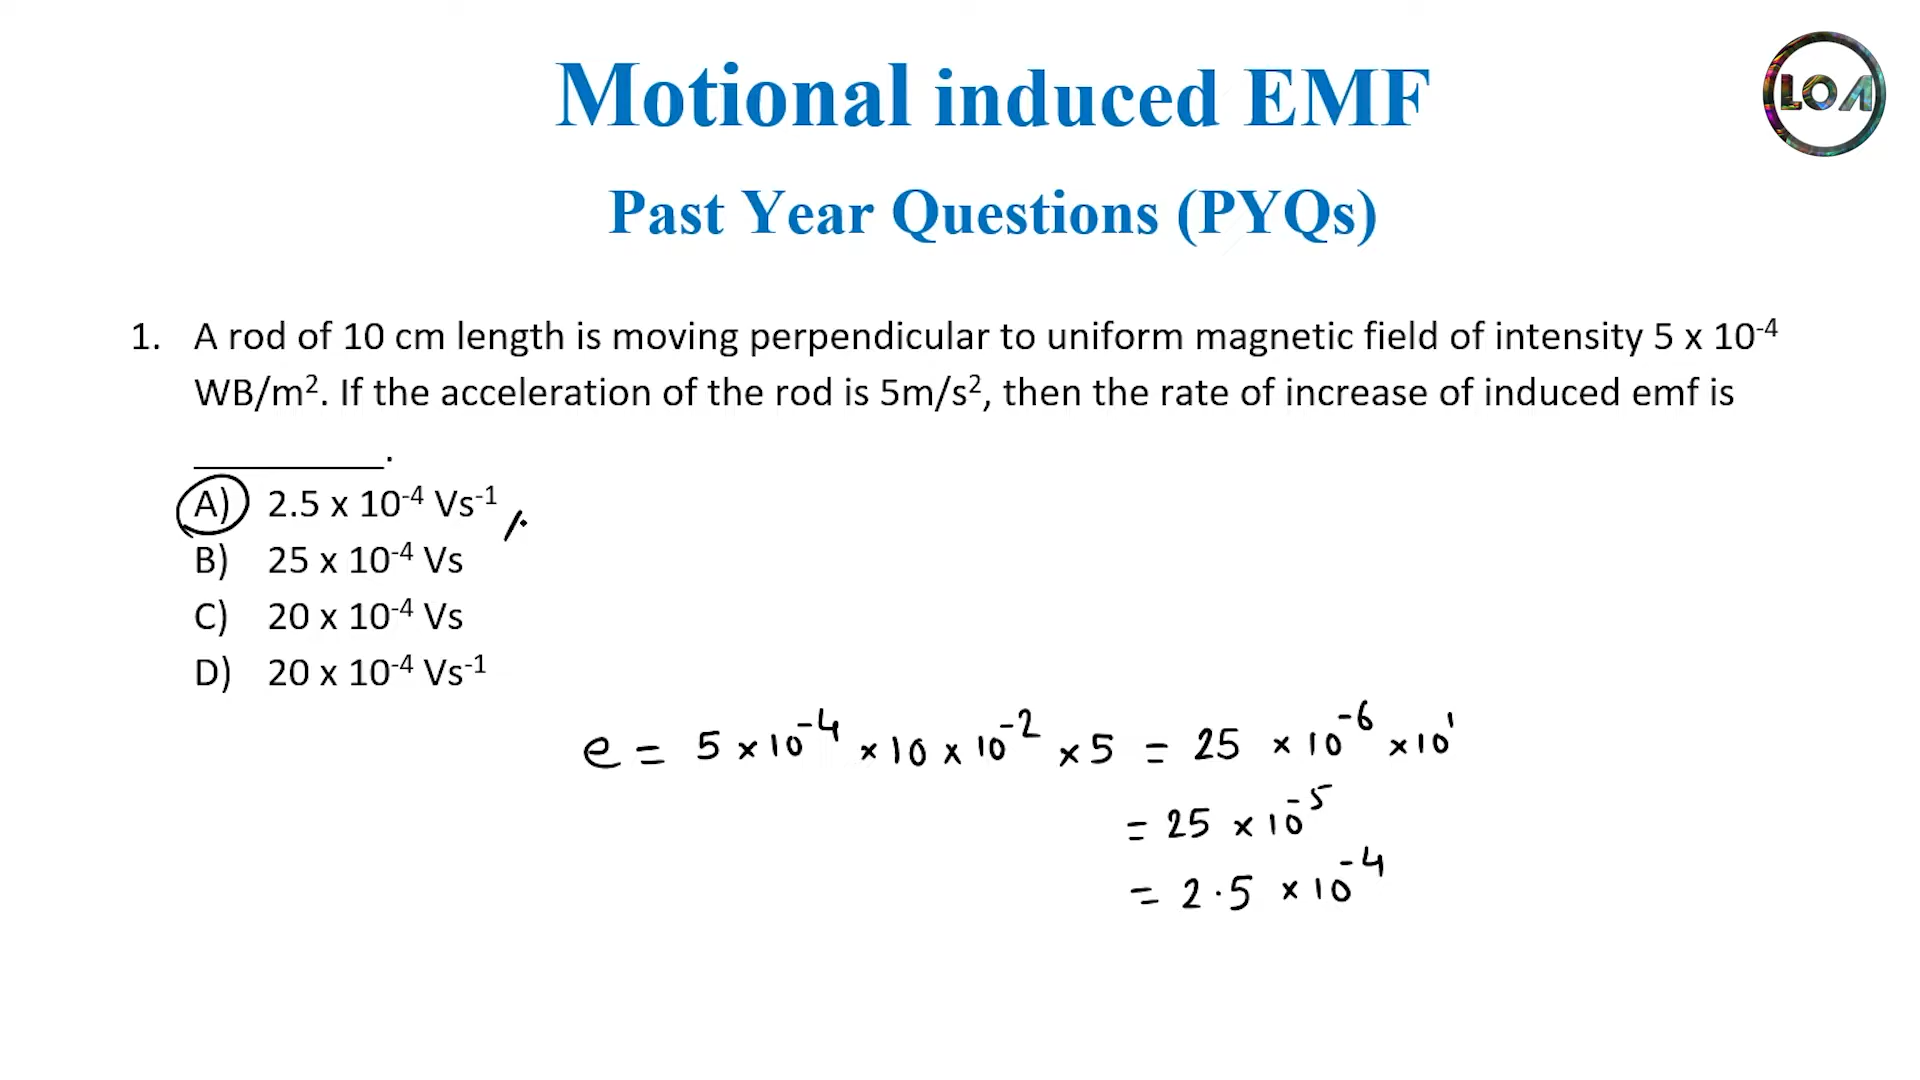 LOA
Motional induced EMF
Past Year Questions (PYQs)
1. A rod of 10 cm length is moving perpendicular to uniform magnetic field of intensity 5 x 10⁻⁴
WB/m². If the acceleration of the rod is 5m/s², then the rate of increase of induced emf is
__________.
A) 2.5 x 10⁻⁴ Vs⁻¹
B) 25 x 10⁻⁴ Vs
C) 20 x 10⁻⁴ Vs
D) 20 x 10⁻⁴ Vs⁻¹
e = 5 × 10⁻⁴ × 10 × 10⁻² × 5 = 25 × 10⁻⁶ × 10¹
= 25 × 10⁻⁵
= 2.5 × 10⁻⁴